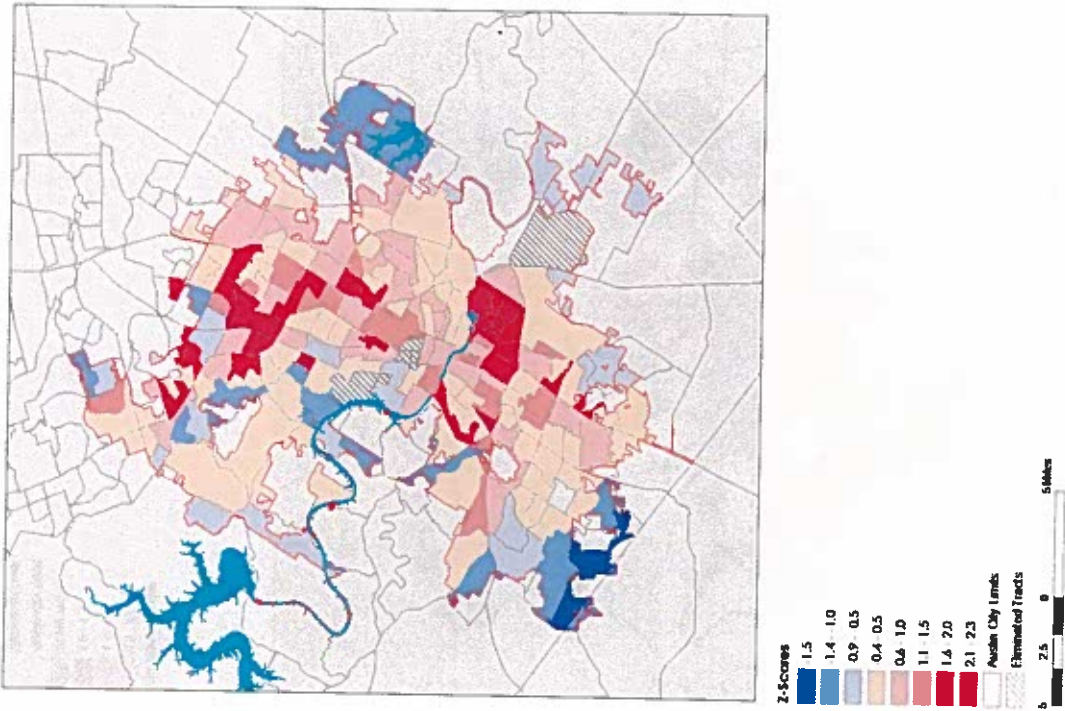 Z-Scores
-1.5
-1.4 - -1.0
-0.9 - 0.5
-0.4 - 0.5
0.6 - 1.0
1.1 - 1.5
1.6 - 2.0
2.1 - 2.3
Austin City Limits
Eliminated Tracts
5 2.5 0 5 Miles